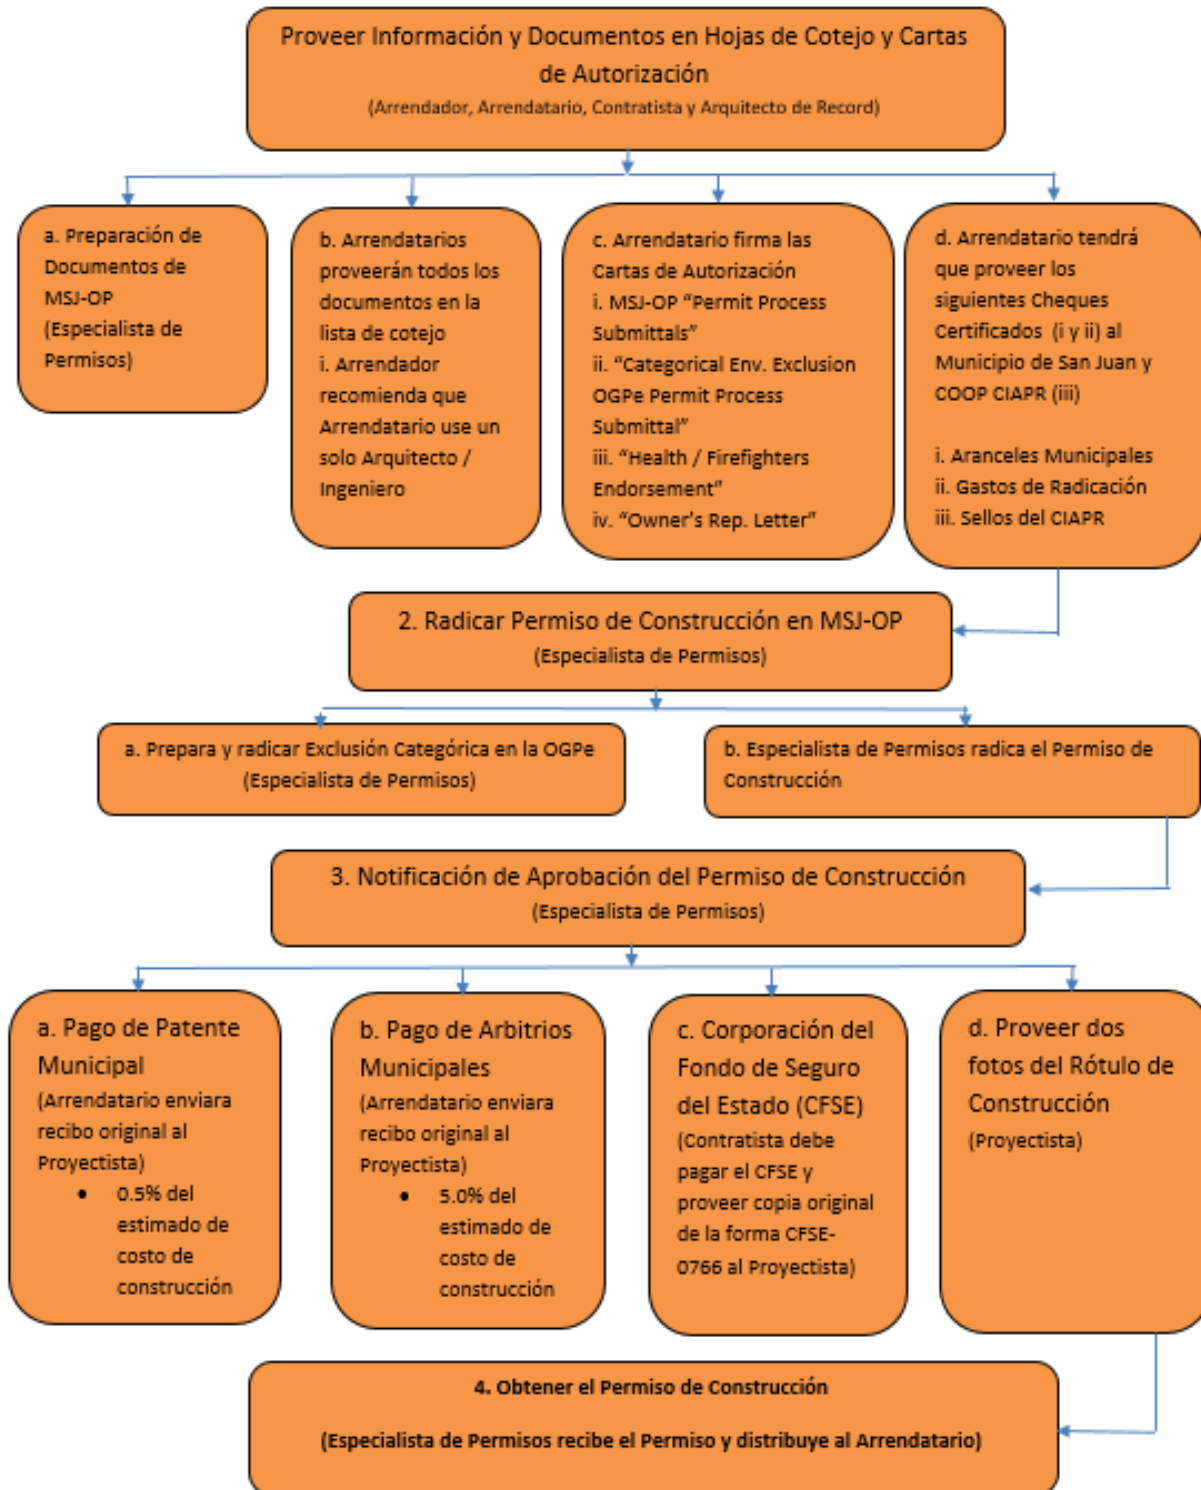 Proveer Información y Documentos en Hojas de Cotejo y Cartas
de Autorización
(Arrendador, Arrendatario, Contratista y Arquitecto de Record)
a. Preparación de
Documentos de
MSJ-OP
(Especialista de
Permisos)
b. Arrendatarios
proveerán todos los
documentos en la
lista de cotejo
i. Arrendador
recomienda que
Arrendatario use un
solo Arquitecto /
Ingeniero
c. Arrendatario firma las
Cartas de Autorización
i. MSJ-OP “Permit Process
Submittals”
ii. “Categorical Env. Exclusion
OGPe Permit Process
Submittal”
iii. “Health / Firefighters
Endorsement”
iv. “Owner's Rep. Letter”
d. Arrendatario tendrá
que proveer los
siguientes Cheques
Certificados (i y ii) al
Municipio de San Juan y
COOP CIAPR (iii)
i. Aranceles Municipales
ii. Gastos de Radicación
iii. Sellos del CIAPR
2. Radicar Permiso de Construcción en MSJ-OP
(Especialista de Permisos)
a. Prepara y radicar Exclusión Categórica en la OGPe
(Especialista de Permisos)
b. Especialista de Permisos radica el Permiso de
Construcción
3. Notificación de Aprobación del Permiso de Construcción
(Especialista de Permisos)
a. Pago de Patente
Municipal
(Arrendatario enviara
recibo original al
Proyectista)
• 0.5% del
estimado de
costo de
construcción
b. Pago de Arbitrios
Municipales
(Arrendatario enviara
recibo original al
Proyectista)
• 5.0% del
estimado de
costo de
construcción
c. Corporación del
Fondo de Seguro
del Estado (CFSE)
(Contratista debe
pagar el CFSE y
proveer copia original
de la forma CFSE-
0766 al Proyectista)
d. Proveer dos
fotos del Rótulo de
Construcción
(Proyectista)
4. Obtener el Permiso de Construcción
(Especialista de Permisos recibe el Permiso y distribuye al Arrendatario)